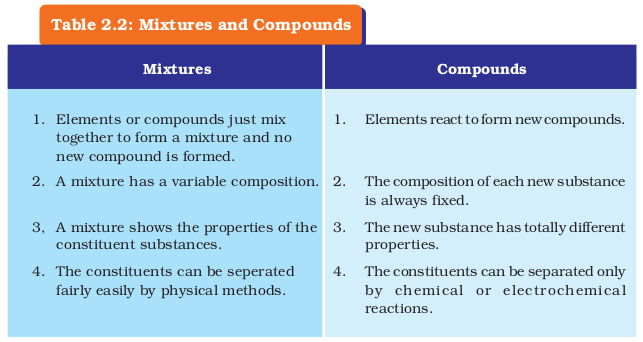 Table 2.2: Mixtures and Compounds
Mixtures
Compounds
1. Elements or compounds just mix
together to form a mixture and no
new compound is formed.
2. A mixture has a variable composition.
3, A mixture shows the properties of the
constituent substances.
4. The constituents can be seperated
fairly easily by physical methods.
1. Elements react to form new compounds.
2. The composition of each new substance
is always fixed.
3. The new substance has totally different
properties.
4. The constituents can be separated only
by chemical or electrochemical
reactions.